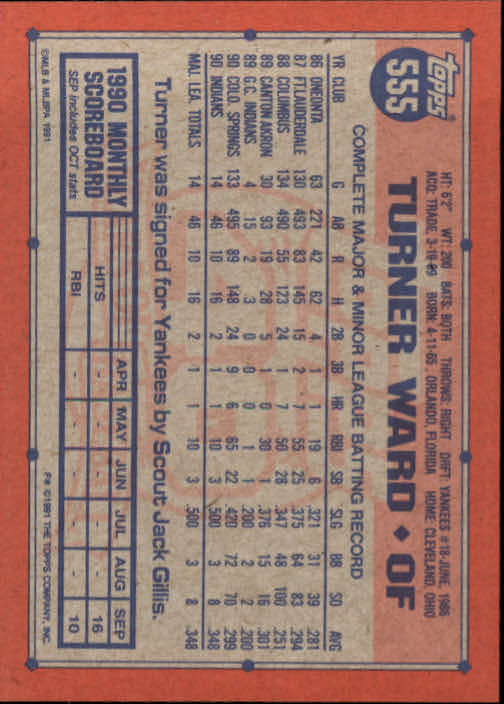 Topps
555
TURNER WARD ◆ OF
HT: 6'2" WT: 200 BATS: BOTH THROWS: RIGHT DRFT: YANKEES #18-JUNE 1986
ACQ: TRADE, 3-19-89 BORN 4-11-65, ORLANDO, FLORIDA HOME: CLEVELAND, OHIO
COMPLETE MAJOR & MINOR LEAGUE BATTING RECORD
YR CLUB G AB R H 2B 3B HR RBI SB SLG BB SO AVG
86 ONEONTA 63 221 42 62 4 1 1 19 6 .321 31 39 .281
87 FT.LAUDERDALE 130 493 83 145 15 2 7 55 25 .375 64 83 .294
88 COLUMBUS 134 490 55 123 24 1 7 50 28 .347 48 100 .251
89 CANTON AKRON 30 93 19 28 5 1 0 30 1 .376 15 16 .301
89 G.C. INDIANS 4 15 2 3 0 0 0 1 1 .200 2 2 .200
90 COLO. SPRINGS 133 495 89 148 24 9 6 65 22 .420 72 70 .299
90 INDIANS 14 46 10 16 2 1 1 10 3 .500 3 8 .348
MAJ. LEA. TOTALS 14 46 10 16 2 1 1 10 3 .500 3 8 .348
Turner was signed for Yankees by Scout Jack Gillis.
1990 MONTHLY
SCOREBOARD
SEP includes OCT stats
APR MAY JUN JUL AUG SEP
HITS - - - - - 16
RBI - - - - - 10
©MLB & MLBPA 1991
F* ©1991 THE TOPPS COMPANY, INC.